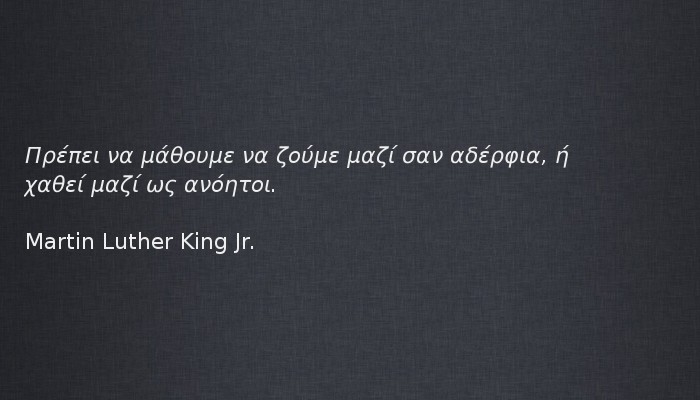 Πρέπει να μάθουμε να ζούμε μαζί σαν αδέρφια, ή
χαθεί μαζί ως ανόητοι.
Martin Luther King Jr.